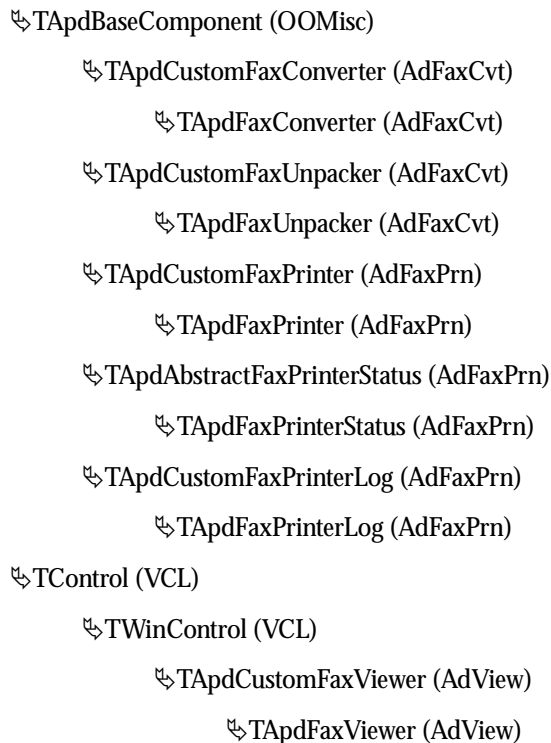 TApdBaseComponent (OOMisc)
TApdCustomFaxConverter (AdFaxCvt)
TApdFaxConverter (AdFaxCvt)
TApdCustomFaxUnpacker (AdFaxCvt)
TApdFaxUnpacker (AdFaxCvt)
TApdCustomFaxPrinter (AdFaxPrn)
TApdFaxPrinter (AdFaxPrn)
TApdAbstractFaxPrinterStatus (AdFaxPrn)
TApdFaxPrinterStatus (AdFaxPrn)
TApdCustomFaxPrinterLog (AdFaxPrn)
TApdFaxPrinterLog (AdFaxPrn)
TControl (VCL)
TWinControl (VCL)
TApdCustomFaxViewer (AdView)
TApdFaxViewer (AdView)